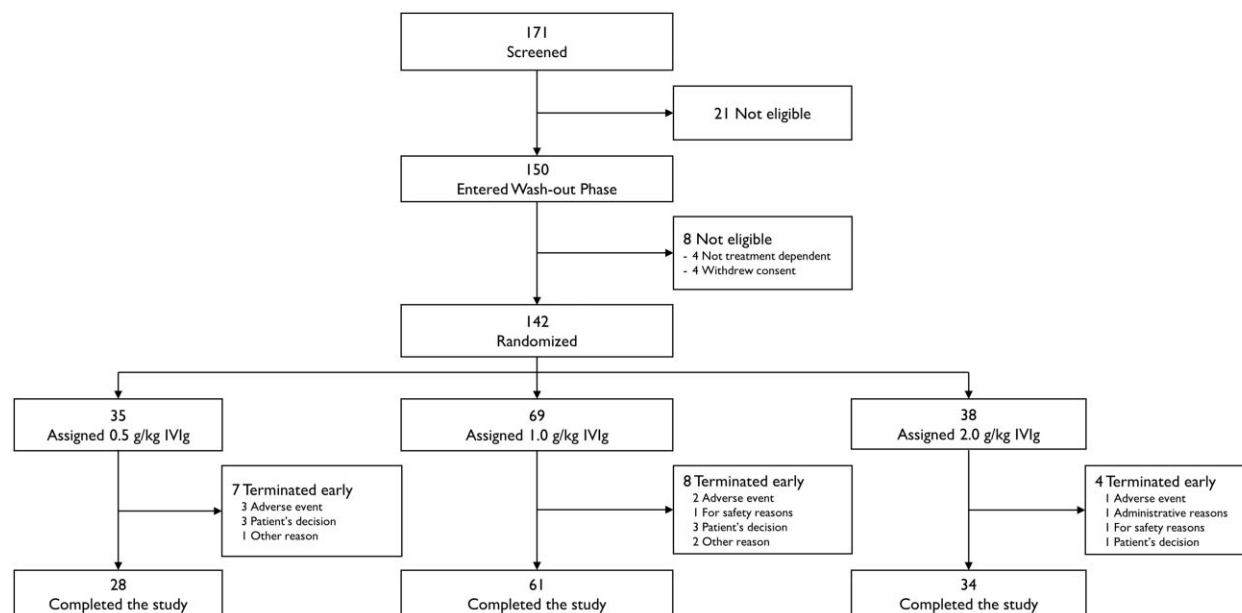 171
Screened
21 Not eligible
150
Entered Wash-out Phase
8 Not eligible
- 4 Not treatment dependent
- 4 Withdrew consent
142
Randomized
35
Assigned 0.5 g/kg IVIg
69
Assigned 1.0 g/kg IVIg
38
Assigned 2.0 g/kg IVIg
7 Terminated early
3 Adverse event
3 Patient's decision
1 Other reason
8 Terminated early
2 Adverse event
1 For safety reasons
3 Patient's decision
2 Other reason
4 Terminated early
1 Adverse event
1 Administrative reasons
1 For safety reasons
1 Patient's decision
28
Completed the study
61
Completed the study
34
Completed the study